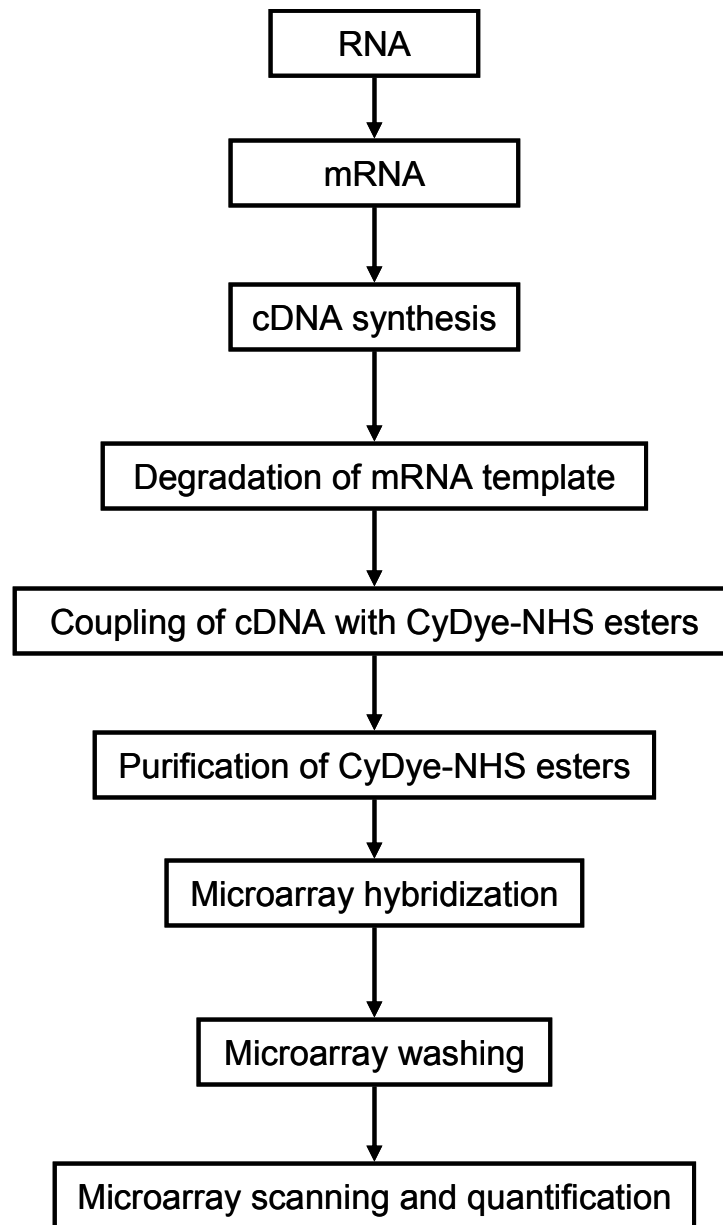 RNA
mRNA
cDNA synthesis
Degradation of mRNA template
Coupling of cDNA with CyDye-NHS esters
Purification of CyDye-NHS esters
Microarray hybridization
Microarray washing
Microarray scanning and quantification